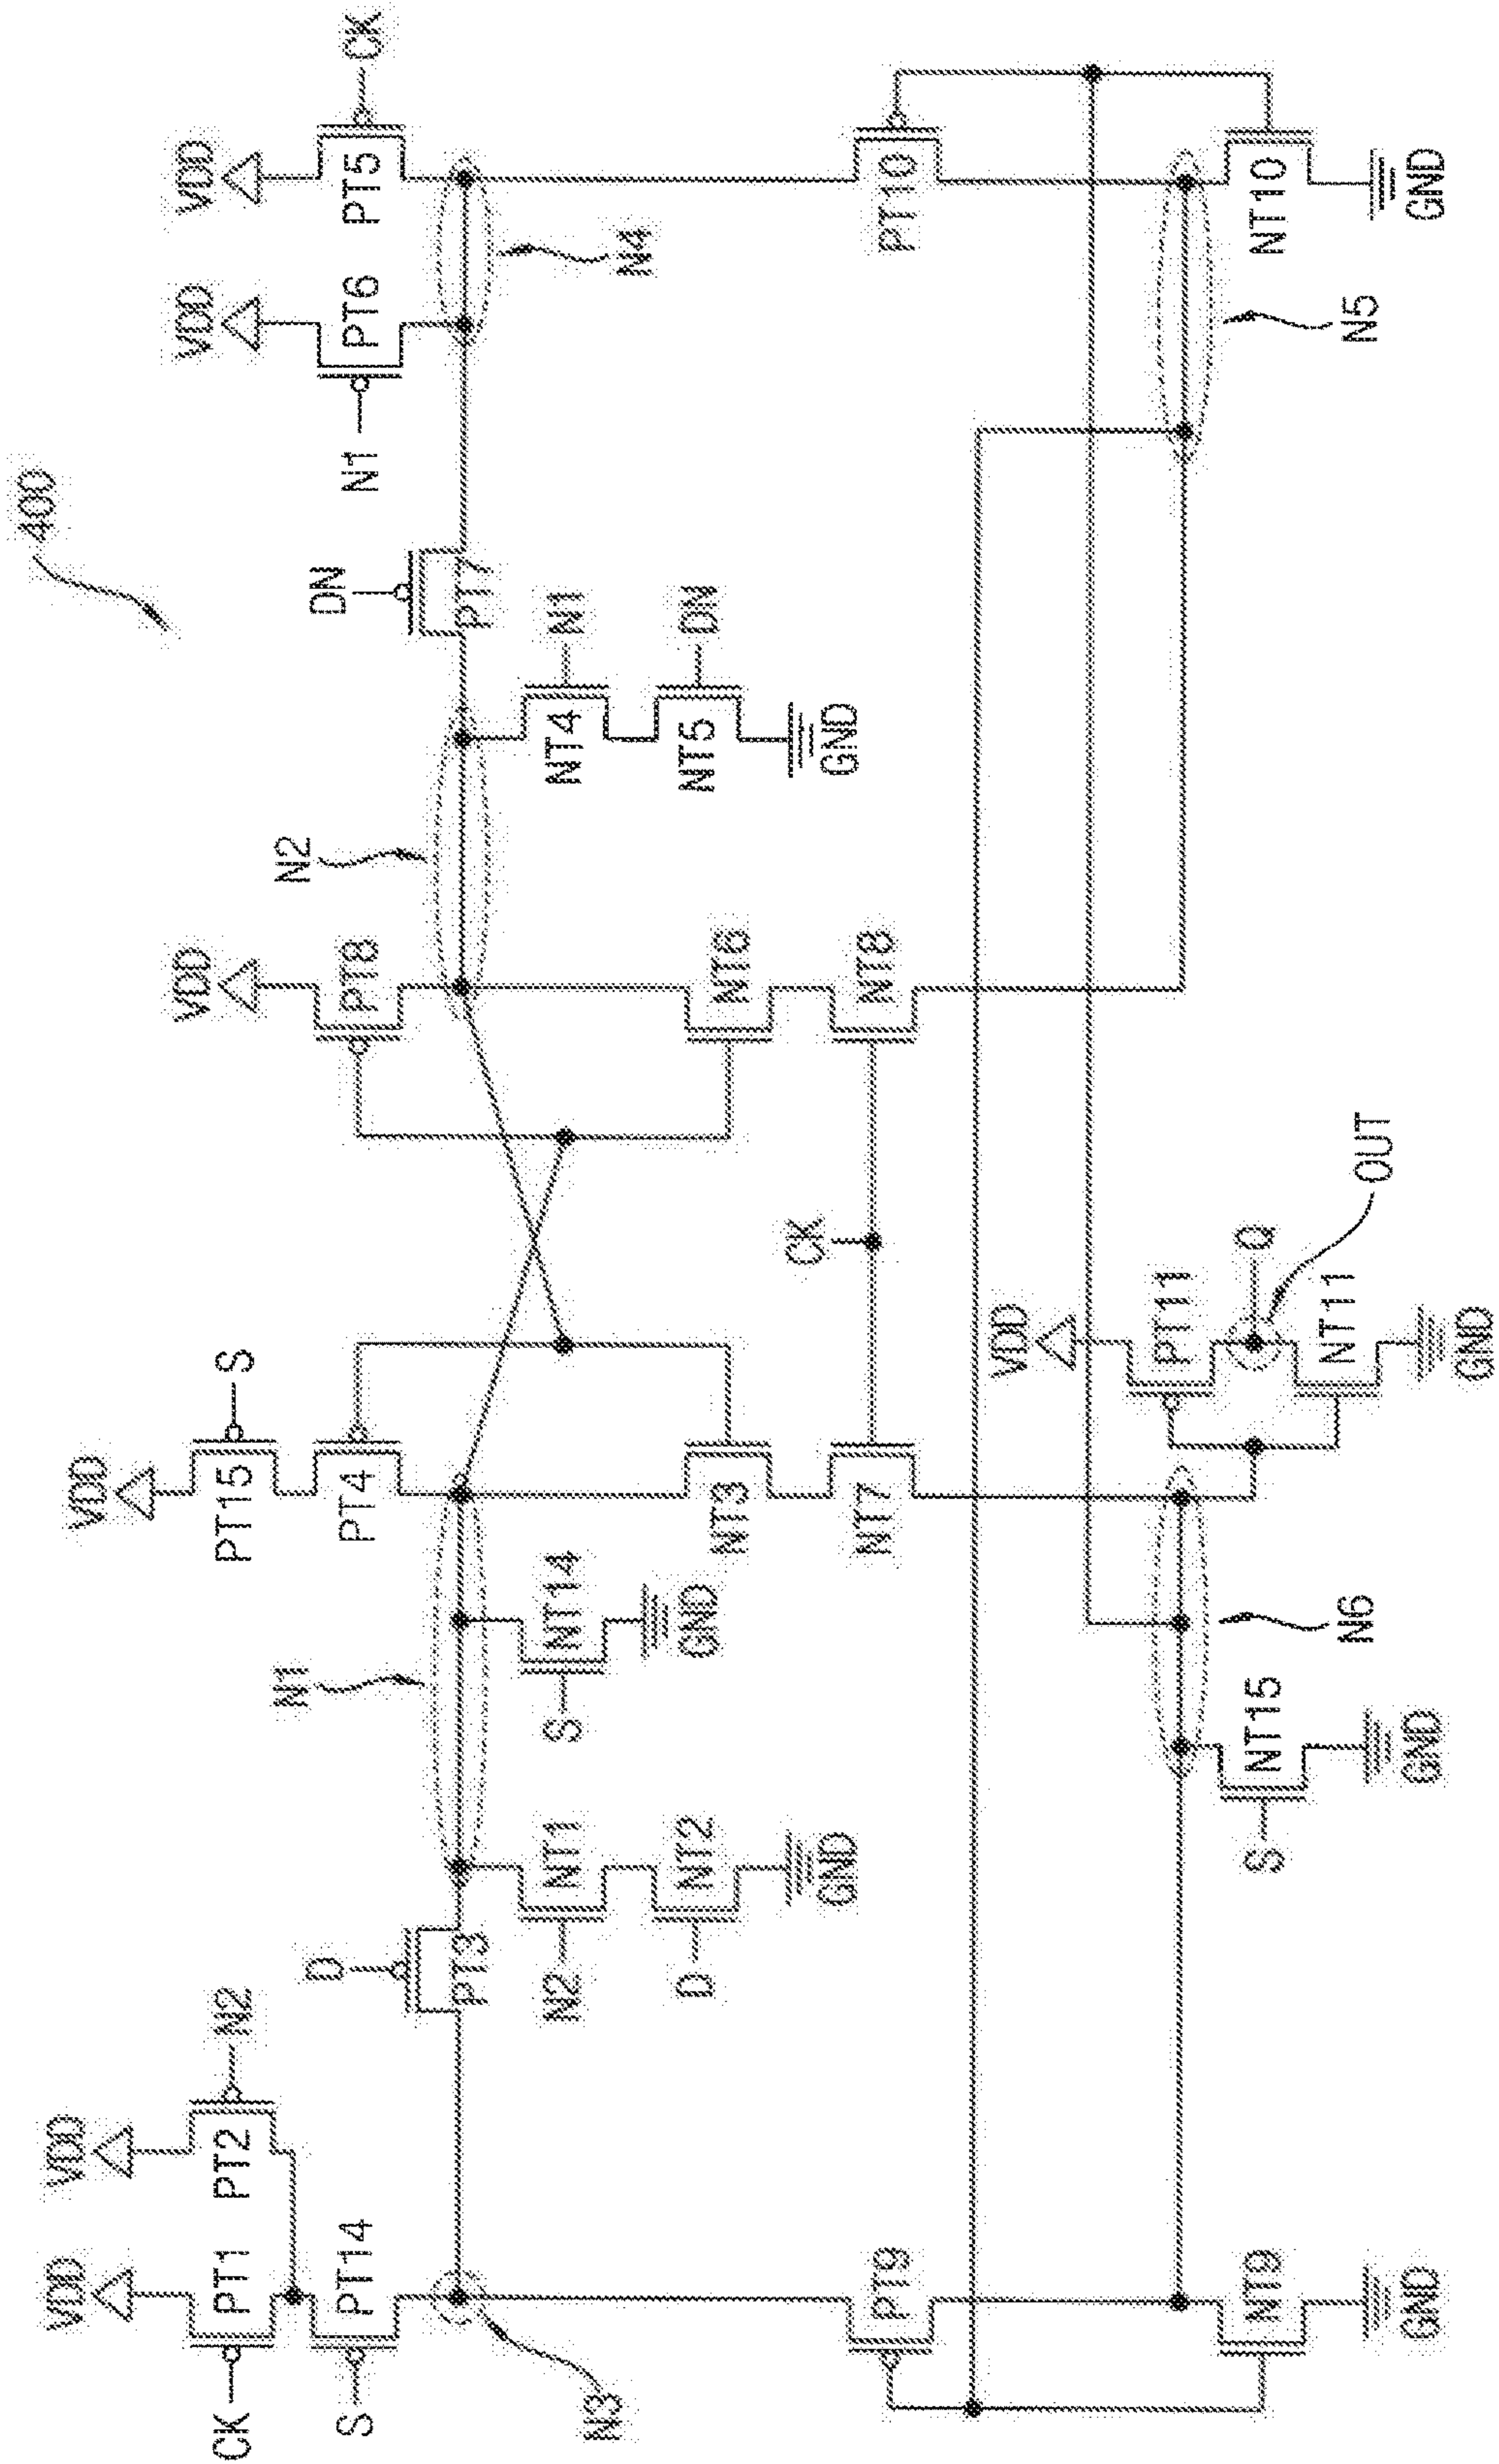 400
VDD
VDD
VDD
VDD
VDD
VDD
CK
PT1
PT2
N2
S
PT14
PT15
S
PT4
PT8
N1
PT6
PT5
CK
D
PT3
N1
N2
DN
PT7
N3
N4
N2
NT1
S
NT14
NT4
N1
D
NT2
GND
GND
NT3
NT6
NT5
DN
GND
CK
NT7
NT8
PT9
PT10
VDD
PT11
N6
N5
S
NT15
Q
OUT
NT9
NT11
NT10
GND
GND
GND
GND